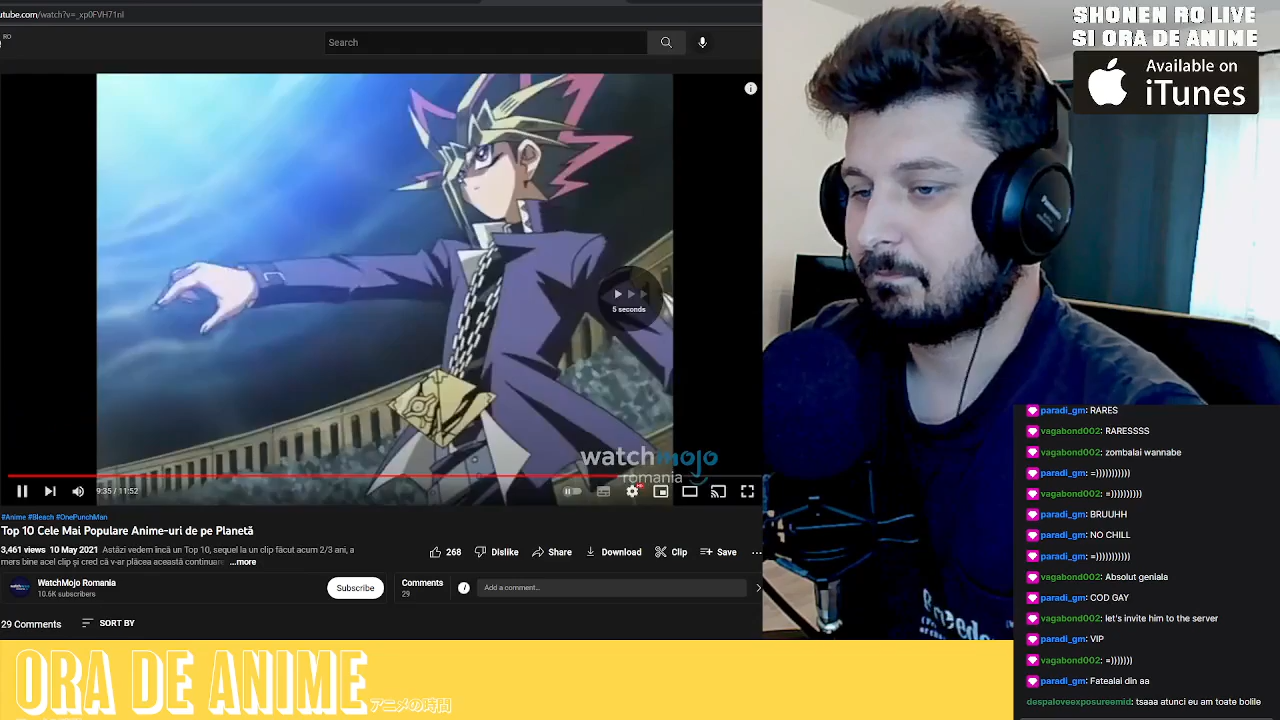 utube.com/watch?v=_xp0FVH71nI
RO
Search
5 seconds
watchmojo
romania
9:35 / 11:52
#Anime #Bleach #OnePunchMan
Top 10 Cele Mai Populare Anime-uri de pe Planetă
3,461 views 10 May 2021 Astăzi vedem încă un Top 10, sequel la un clip făcut acum 2/3 ani, a
mers bine acel clip și cred că v-ar plăcea această continuare ...more
268
Dislike
Share
Download
Clip
Save
WatchMojo Romania
10.6K subscribers
Subscribe
Comments
29
Add a comment...
29 Comments
SORT BY
ORA DE ANIME
アニメの時間
SHONEN RO LIVE
SI ORA DE ANIME
Available on
iTunes
Panasonic
paradi_gm: RARES
vagabond002: RARESSSS
vagabond002: zombalai wannabe
paradi_gm: =))))))))))
vagabond002: =))))))))))
paradi_gm: BRUUHH
paradi_gm: NO CHILL
paradi_gm: =))))))))))
vagabond002: Absolut geniala
paradi_gm: COD GAY
vagabond002: let's invite him to the server
paradi_gm: VIP
vagabond002: =)))))))
paradi_gm: Fatealai din aa
despaloveexposureemid: tsaaa atunci eu am toate bolile